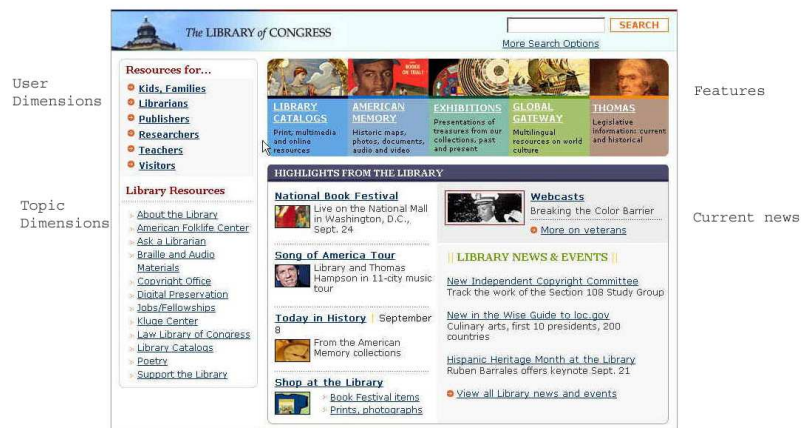 The LIBRARY of CONGRESS
SEARCH
More Search Options
User
Dimensions
Topic
Dimensions
Resources for...
Kids, Families
Librarians
Publishers
Researchers
Teachers
Visitors
Library Resources
About the Library
American Folklife Center
Ask a Librarian
Braille and Audio
Materials
Copyright Office
Digital Preservation
Jobs/Fellowships
Kluge Center
Law Library of Congress
Library Catalogs
Poetry
Support the Library
BOOKS
ON TRIAL!
LIBRARY
CATALOGS
Print, multimedia
and online
resources
AMERICAN
MEMORY
Historic maps,
photos, documents,
audio and video
EXHIBITIONS
Presentations of
treasures from our
collections, past
and present
GLOBAL
GATEWAY
Multilingual
resources on world
culture
THOMAS
Legislative
information: current
and historical
HIGHLIGHTS FROM THE LIBRARY
National Book Festival
Live on the National Mall
in Washington, D.C.,
Sept. 24
Song of America Tour
Library and Thomas
Hampson in 11-city music
tour
Today in History | September
8
From the American
Memory collections
Shop at the Library
Book Festival items
Prints, photographs
Webcasts
Breaking the Color Barrier
More on veterans
|| LIBRARY NEWS & EVENTS ||
New Independent Copyright Committee
Track the work of the Section 108 Study Group
New in the Wise Guide to loc.gov
Culinary arts, first 10 presidents, 200
countries
Hispanic Heritage Month at the Library
Ruben Barrales offers keynote Sept. 21
View all Library news and events
Features
Current news